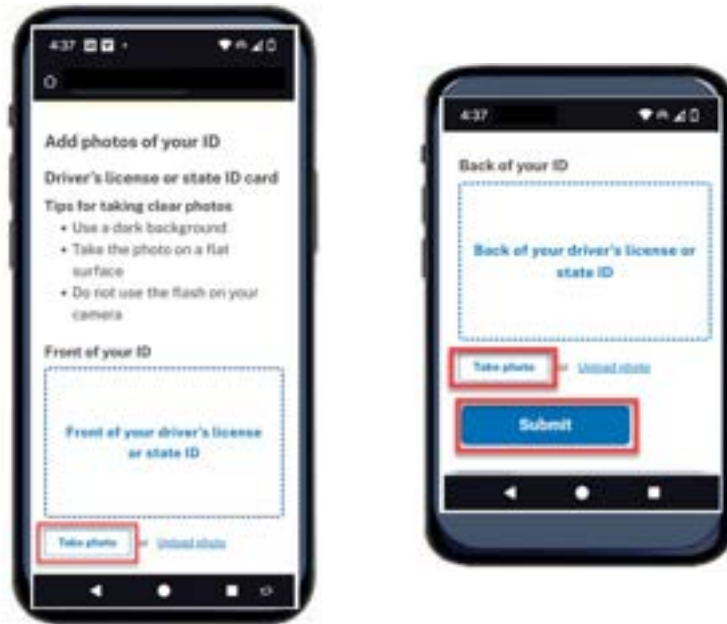 4:37
Add photos of your ID
Driver's license or state ID card
Tips for taking clear photos
• Use a dark background
• Take the photo on a flat
surface
• Do not use the flash on your
camera
Front of your ID
Front of your driver's license
or state ID
Take photo or Upload photo
4:37
Back of your ID
Back of your driver's license or
state ID
Take photo or Upload photo
Submit